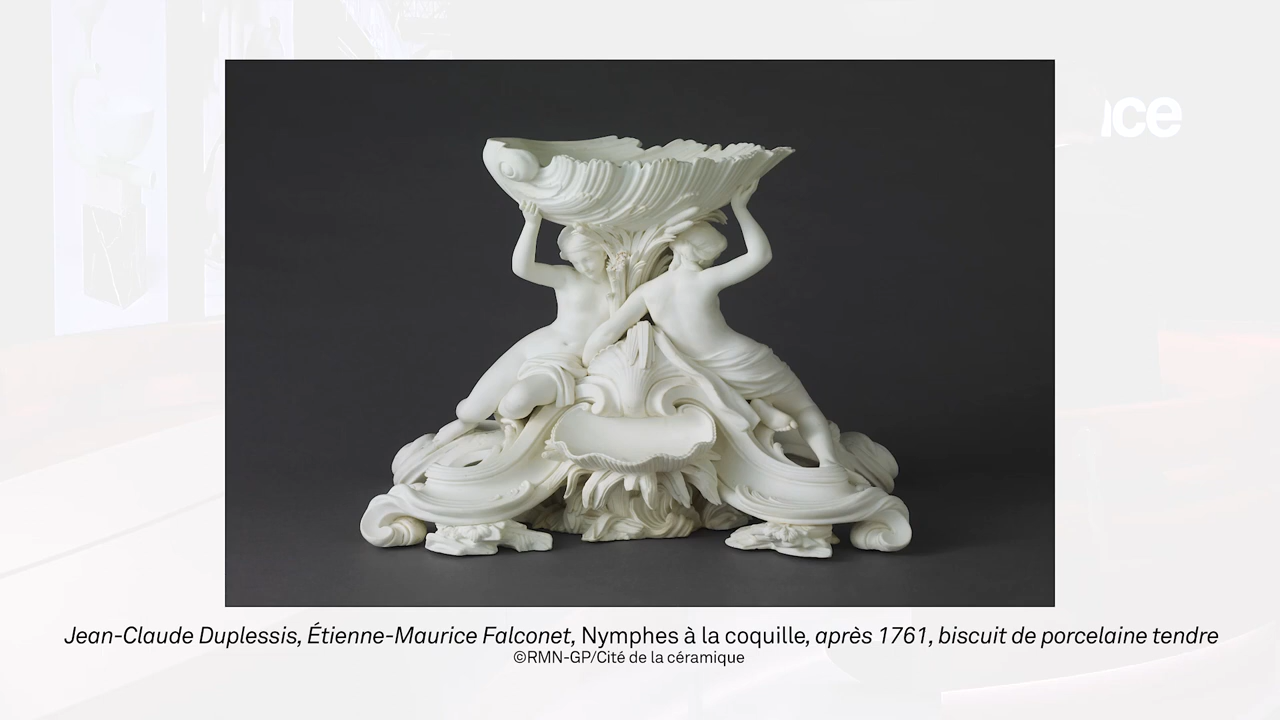 Jean-Claude Duplessis, Étienne-Maurice Falconet, Nymphes à la coquille, après 1761, biscuit de porcelaine tendre
©RMN-GP/Cité de la céramique